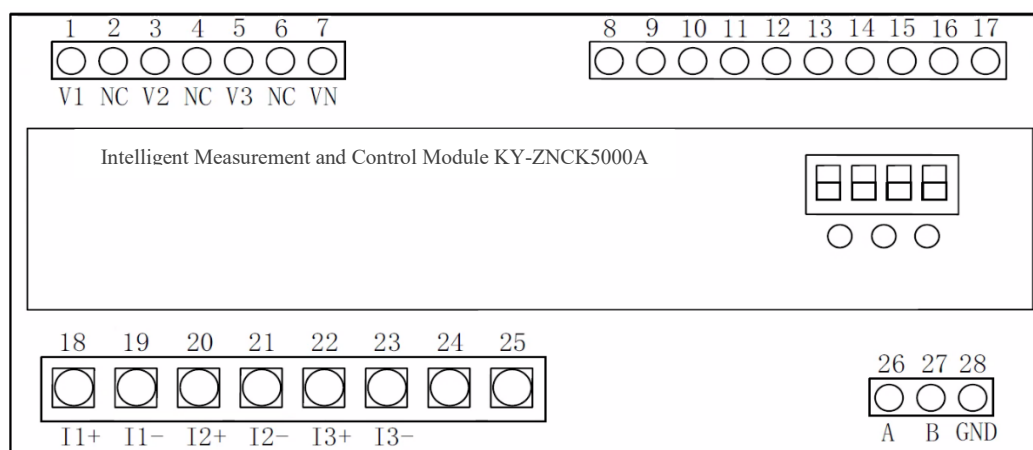 1 2 3 4 5 6 7
8 9 10 11 12 13 14 15 16 17
V1 NC V2 NC V3 NC VN
Intelligent Measurement and Control Module KY-ZNCK5000A
18 19 20 21 22 23 24 25
I1+ I1- I2+ I2- I3+ I3-
26 27 28
A B GND